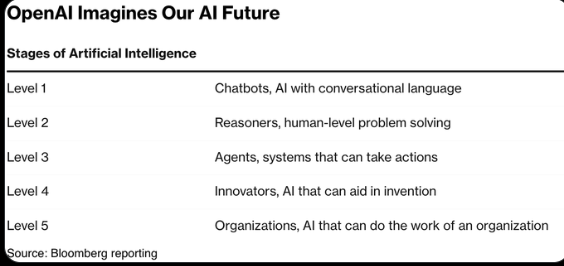 OpenAI Imagines Our AI Future
Stages of Artificial Intelligence
Level 1 Chatbots, AI with conversational language
Level 2 Reasoners, human-level problem solving
Level 3 Agents, systems that can take actions
Level 4 Innovators, AI that can aid in invention
Level 5 Organizations, AI that can do the work of an organization
Source: Bloomberg reporting